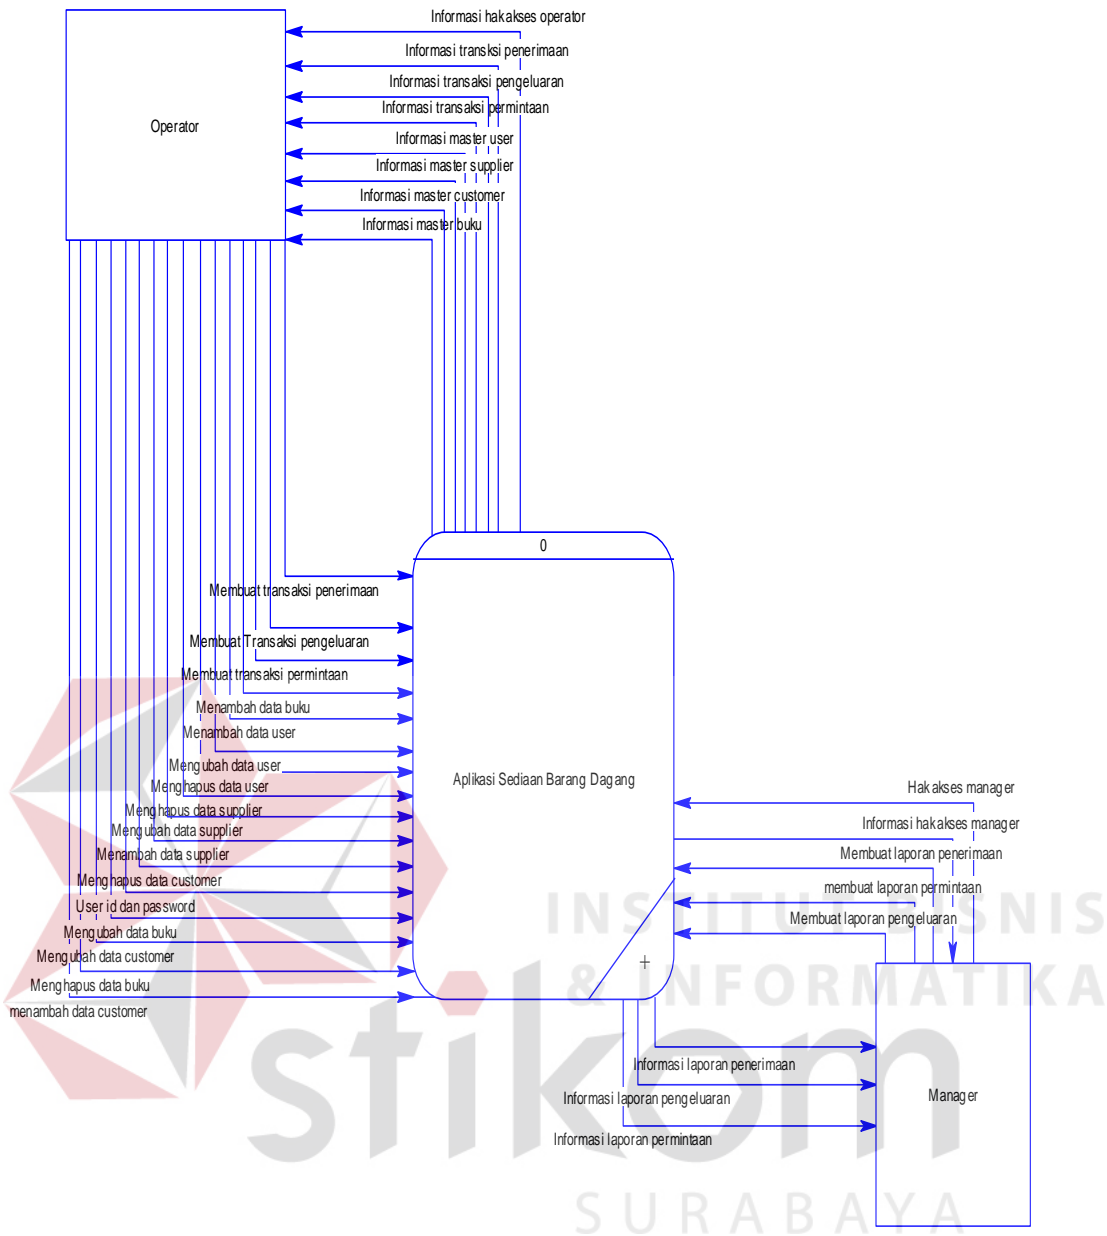 Informasi hak akses operator
Informasi transksi penerimaan
Informasi transaksi pengeluaran
Informasi transaksi permintaan
Operator
Informasi master user
Informasi master supplier
Informasi master customer
Informasi master buku
0
Membuat transaksi penerimaan
Membuat Transaksi pengeluaran
Membuat transaksi permintaan
Menambah data buku
Menambah data user
Mengubah data user
Aplikasi Sediaan Barang Dagang
Menghapus data user
Hak akses manager
Menghapus data supplier
Informasi hak akses manager
Mengubah data supplier
Menambah data supplier
Membuat laporan penerimaan
Menghapus data customer
membuat laporan permintaan
User id dan password
Membuat laporan pengeluaran
INSTITUT BISNIS
Mengubah data buku
Mengubah data customer
+
& INFORMATIKA
Menghapus data buku
menambah data customer
stikom
Informasi laporan penerimaan
Informasi laporan pengeluaran
Manager
Informasi laporan permintaan
SURABAYA